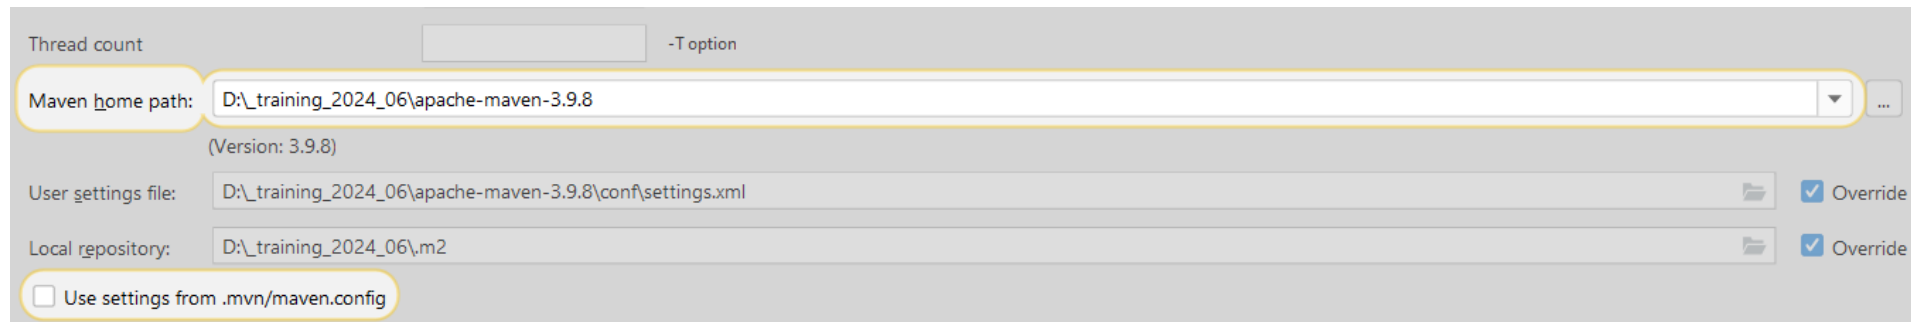 Thread count -T option
Maven home path: D:\_training_2024_06\apache-maven-3.9.8 ...
(Version: 3.9.8)
User settings file: D:\_training_2024_06\apache-maven-3.9.8\conf\settings.xml Override
Local repository: D:\_training_2024_06\.m2 Override
Use settings from .mvn/maven.config